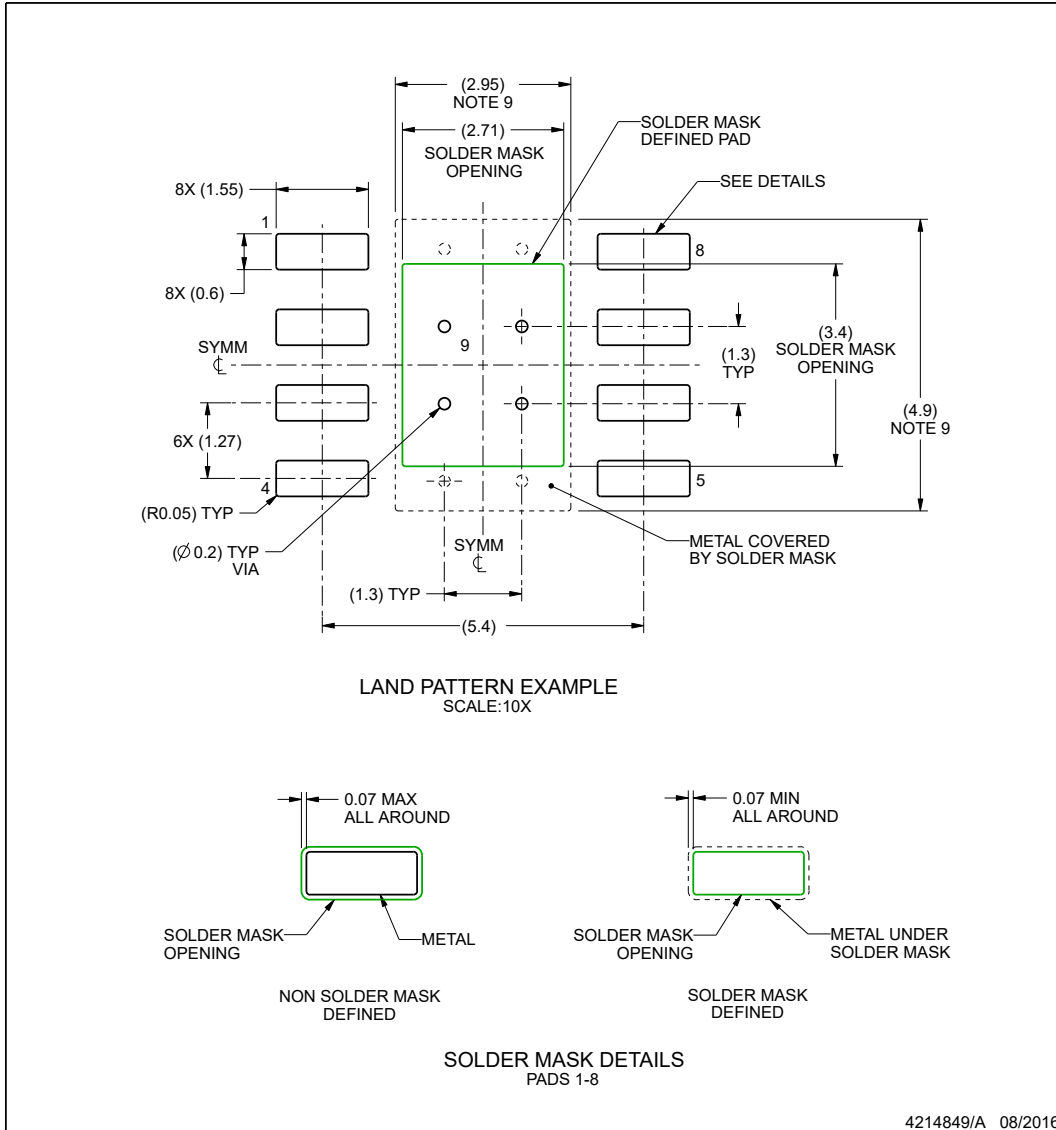 (2.95)
NOTE 9
(2.71)
SOLDER MASK
OPENING
SOLDER MASK
DEFINED PAD
SEE DETAILS
8X (1.55)
1
8
8X (0.6)
9
SYMM
℄
(1.3)
TYP
(3.4)
SOLDER MASK
OPENING
(4.9)
NOTE 9
6X (1.27)
4
5
(R0.05) TYP
(Ø 0.2) TYP
VIA
SYMM
℄
METAL COVERED
BY SOLDER MASK
(1.3) TYP
(5.4)
LAND PATTERN EXAMPLE
SCALE:10X
0.07 MAX
ALL AROUND
SOLDER MASK
OPENING
METAL
NON SOLDER MASK
DEFINED
0.07 MIN
ALL AROUND
SOLDER MASK
OPENING
METAL UNDER
SOLDER MASK
SOLDER MASK
DEFINED
SOLDER MASK DETAILS
PADS 1-8
4214849/A 08/2016